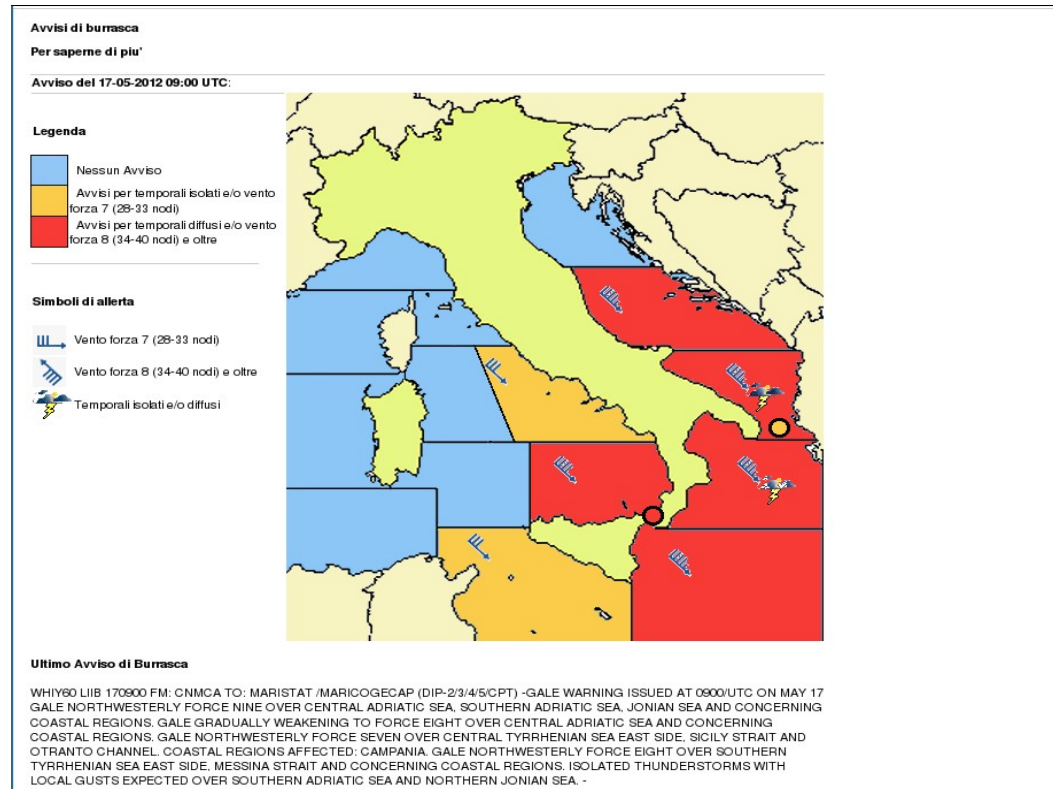 Avvisi di burrasca
Per saperne di piu'
Avviso del 17-05-2012 09:00 UTC:
Legenda
Nessun Avviso
Avvisi per temporali isolati e/o vento
forza 7 (28-33 nodi)
Avvisi per temporali diffusi e/o vento
forza 8 (34-40 nodi) e oltre
Simboli di allerta
Vento forza 7 (28-33 nodi)
Vento forza 8 (34-40 nodi) e oltre
Temporali isolati e/o diffusi
Ultimo Avviso di Burrasca
WHIY60 LIIB 170900 FM: CNMCA TO: MARISTAT /MARICOGECAP (DIP-2/3/4/5/CPT) -GALE WARNING ISSUED AT 0900/UTC ON MAY 17
GALE NORTHWESTERLY FORCE NINE OVER CENTRAL ADRIATIC SEA, SOUTHERN ADRIATIC SEA, JONIAN SEA AND CONCERNING
COASTAL REGIONS. GALE GRADUALLY WEAKENING TO FORCE EIGHT OVER CENTRAL ADRIATIC SEA AND CONCERNING
COASTAL REGIONS. GALE NORTHWESTERLY FORCE SEVEN OVER CENTRAL TYRRHENIAN SEA EAST SIDE, SICILY STRAIT AND
OTRANTO CHANNEL. COASTAL REGIONS AFFECTED: CAMPANIA. GALE NORTHWESTERLY FORCE EIGHT OVER SOUTHERN
TYRRHENIAN SEA EAST SIDE, MESSINA STRAIT AND CONCERNING COASTAL REGIONS. ISOLATED THUNDERSTORMS WITH
LOCAL GUSTS EXPECTED OVER SOUTHERN ADRIATIC SEA AND NORTHERN JONIAN SEA. -